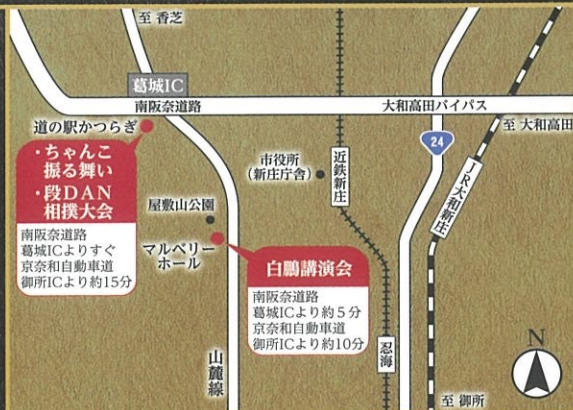 至 香芝
葛城IC
南阪奈道路
大和高田バイパス
至 大和高田
道の駅かつらぎ
・ちゃんこ
振る舞い
・段DAN
相撲大会
南阪奈道路
葛城ICよりすぐ
京奈和自動車道
御所ICより約15分
市役所
(新庄庁舎)
近鉄新庄
24
JR大和新庄
屋敷山公園
マルベリー
ホール
白鵬講演会
南阪奈道路
葛城ICより約5分
京奈和自動車道
御所ICより約10分
山麓線
忍海
N
至 御所